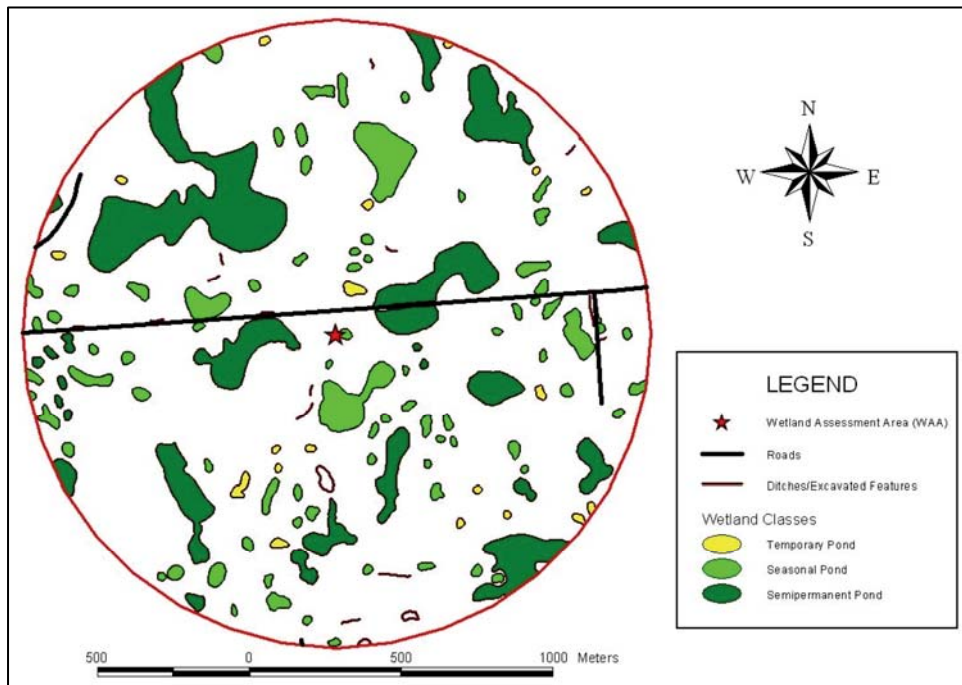 N
W E
S
LEGEND
Wetland Assessment Area (WAA)
Roads
Ditches/Excavated Features
Wetland Classes
Temporary Pond
Seasonal Pond
Semipermanent Pond
500 0 500 1000 Meters